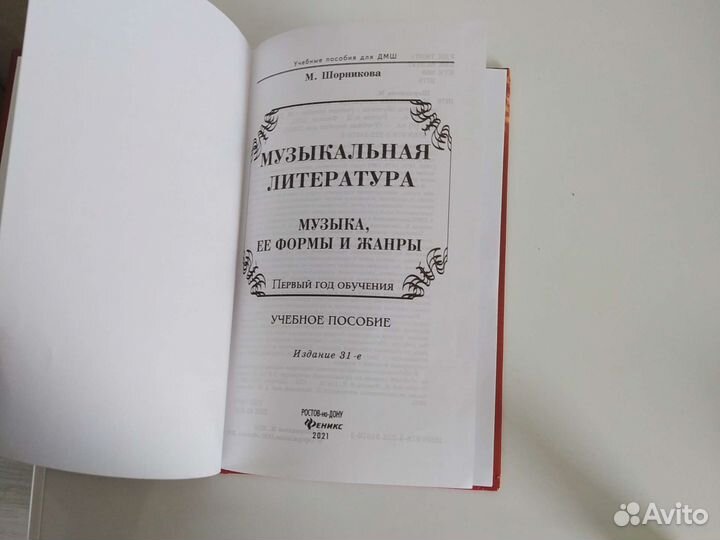 Учебные пособия для ДМШ
М. Шорникова
МУЗЫКАЛЬНАЯ
ЛИТЕРАТУРА
МУЗЫКА,
ЕЕ ФОРМЫ И ЖАНРЫ
Первый год обучения
УЧЕБНОЕ ПОСОБИЕ
Издание 31-е
РОСТОВ-на-ДОНУ
ФЕНИКС
2021
Avito